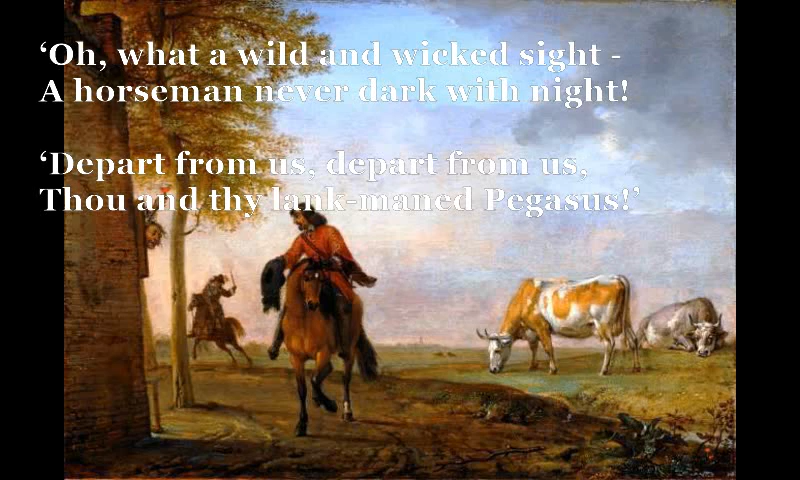 ‘Oh, what a wild and wicked sight -
A horseman never dark with night!
‘Depart from us, depart from us,
Thou and thy lank-maned Pegasus!’